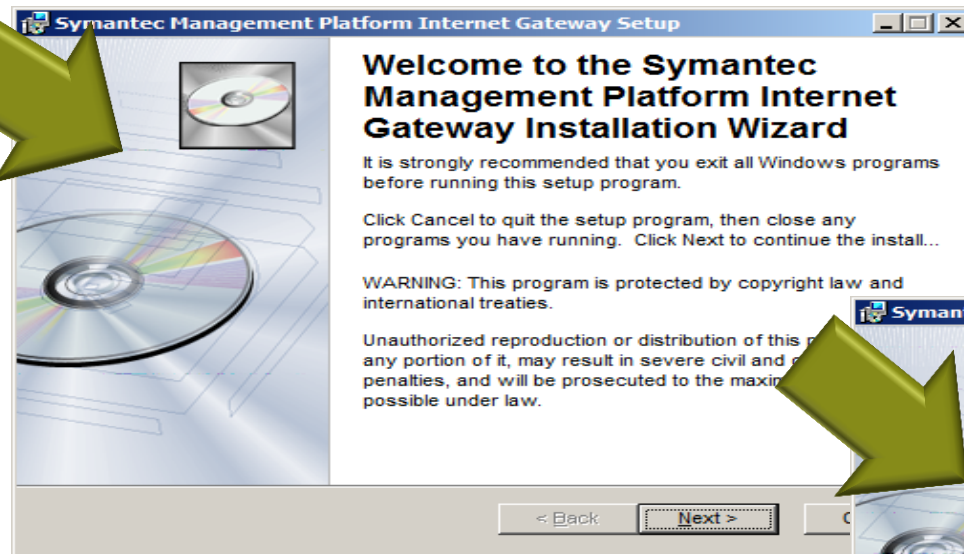 Symantec Management Platform Internet Gateway Setup
Welcome to the Symantec
Management Platform Internet
Gateway Installation Wizard
It is strongly recommended that you exit all Windows programs
before running this setup program.
Click Cancel to quit the setup program, then close any
programs you have running. Click Next to continue the install...
WARNING: This program is protected by copyright law and
international treaties.
Unauthorized reproduction or distribution of this
any portion of it, may result in severe civil and
penalties, and will be prosecuted to the
possible under law.
< Back
Next >